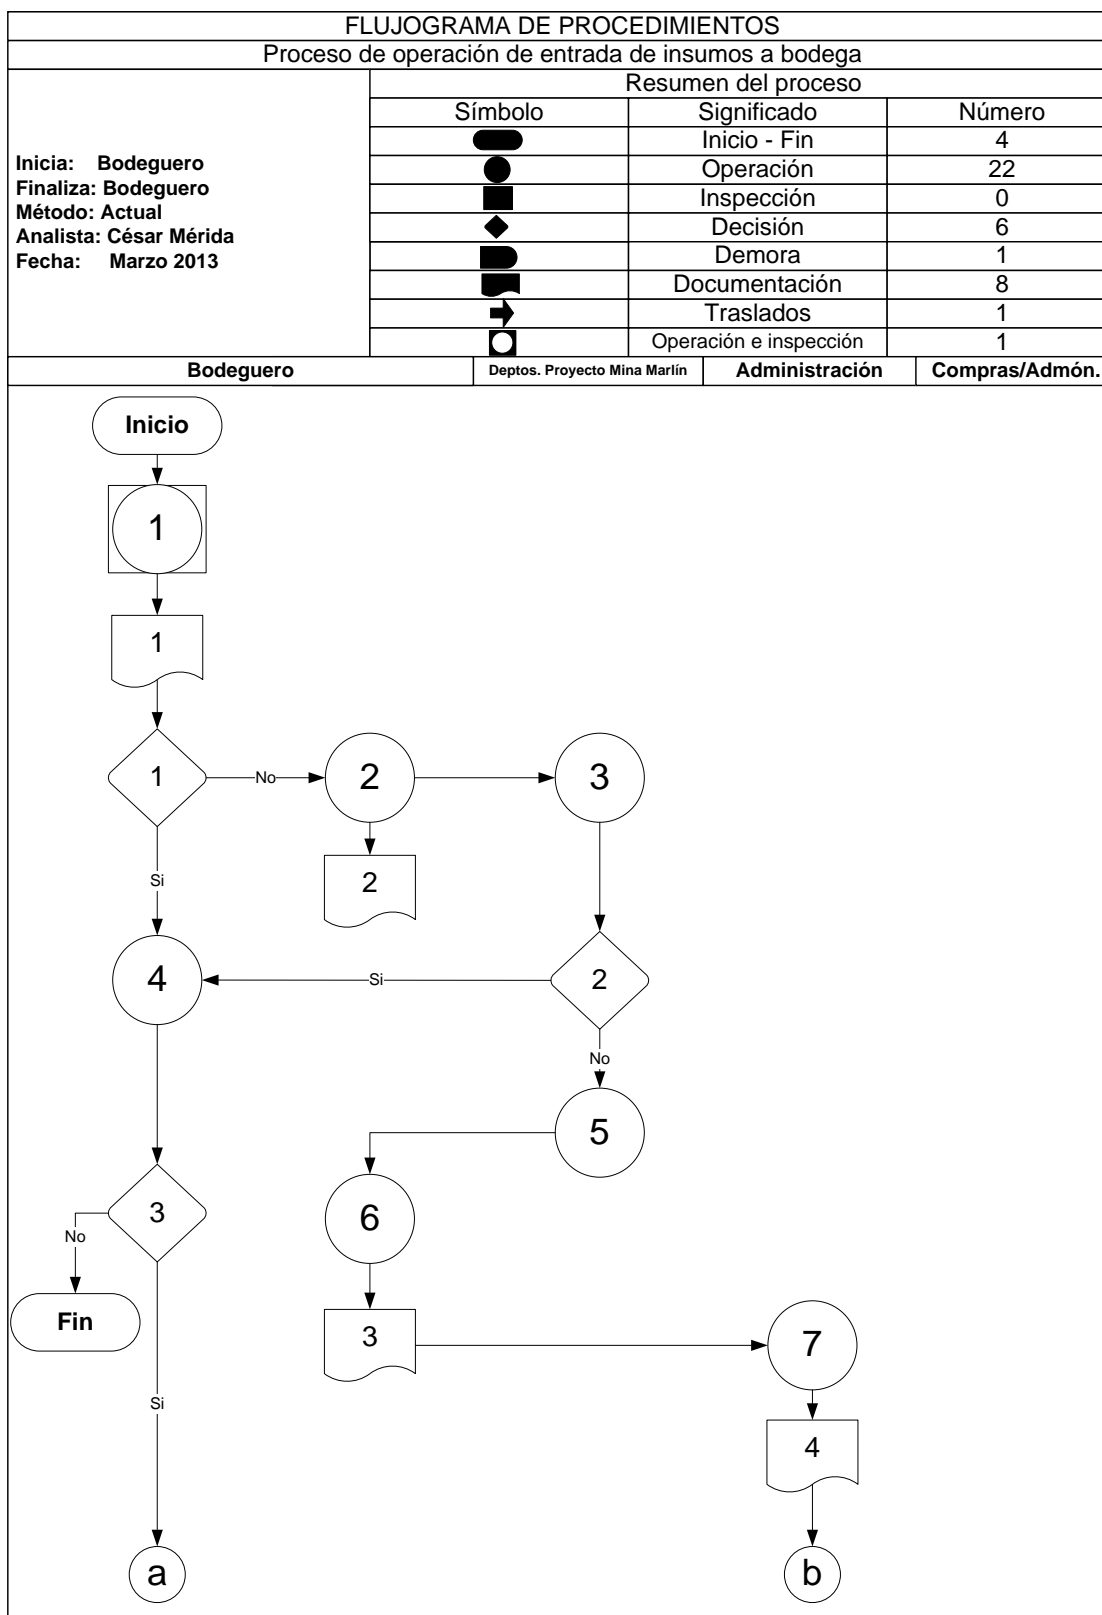 FLUJOGRAMA DE PROCEDIMIENTOS
Proceso de operación de entrada de insumos a bodega
Inicia: Bodeguero
Finaliza: Bodeguero
Método: Actual
Analista: César Mérida
Fecha: Marzo 2013
Resumen del proceso
Símbolo Significado Número
Inicio - Fin 4
Operación 22
Inspección 0
Decisión 6
Demora 1
Documentación 8
Traslados 1
Operación e inspección 1
Bodeguero Deptos. Proyecto Mina Marlín Administración Compras/Admón.
Inicio
1
1
1 No 2 3
Si 2
4 Si 2
No
5
3 6
No
Fin 3 7
Si
4
a b